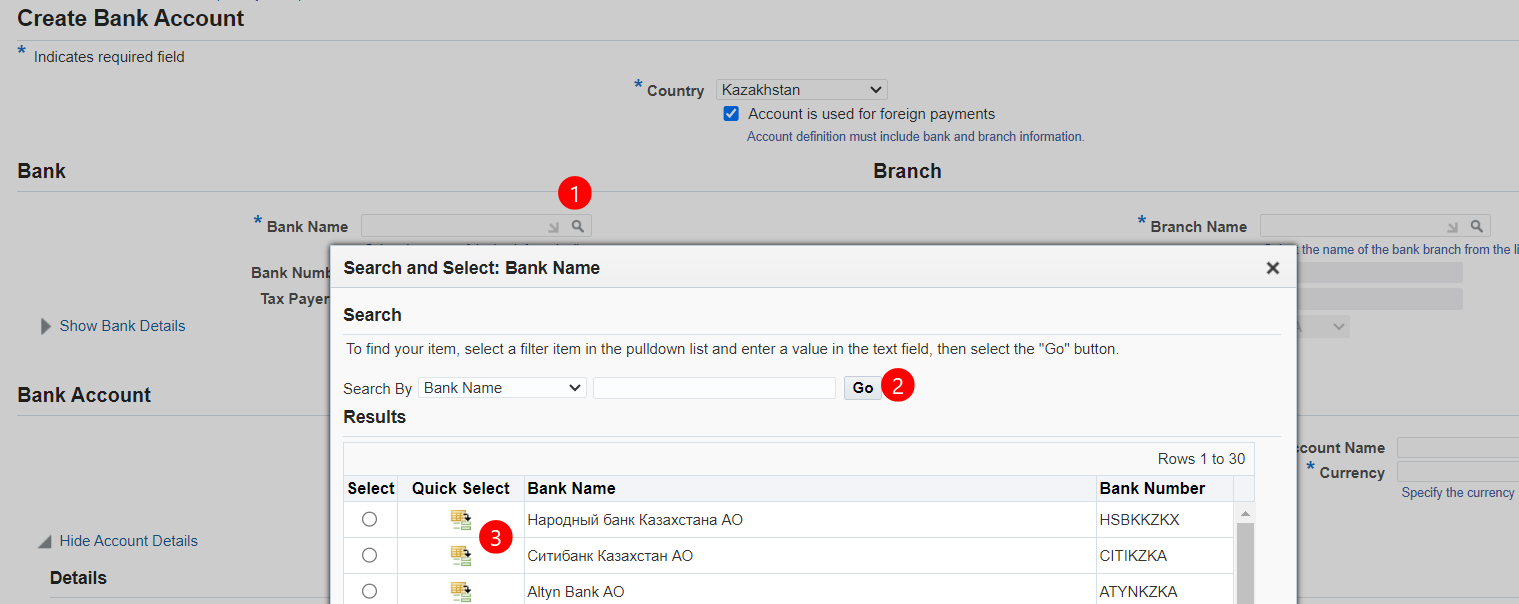 Create Bank Account
* Indicates required field
* Country Kazakhstan
Account is used for foreign payments
Account definition must include bank and branch information.
Bank
Branch
1
* Bank Name
* Branch Name
the name of the bank branch from the li
Bank Numb
Tax Payer
Show Bank Details
Bank Account
Search and Select: Bank Name
Search
To find your item, select a filter item in the pulldown list and enter a value in the text field, then select the "Go" button.
Search By Bank Name Go 2
Results
Rows 1 to 30
Select Quick Select Bank Name Bank Number
Народный банк Казахстана АО HSBKKZKX
3
Ситибанк Казахстан АО CITIKZKA
Altyn Bank АО ATYNKZKA
ccount Name
* Currency
Specify the currency
Hide Account Details
Details